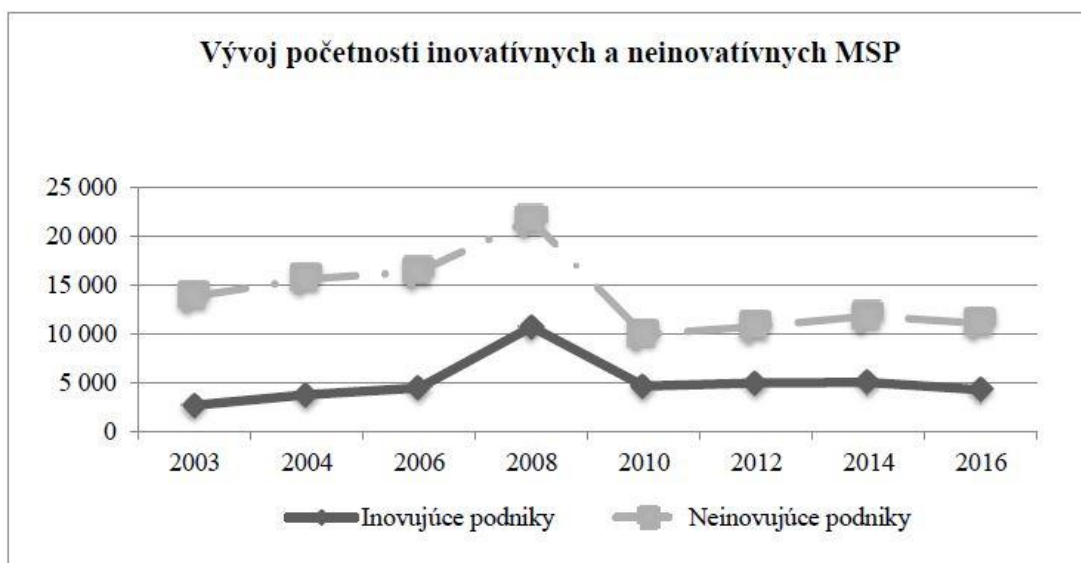 Vývoj početnosti inovatívnych a neinovatívnych MSP
25 000
20 000
15 000
10 000
5 000
0
2003 2004 2006 2008 2010 2012 2014 2016
Inovujúce podniky Neinovujúce podniky